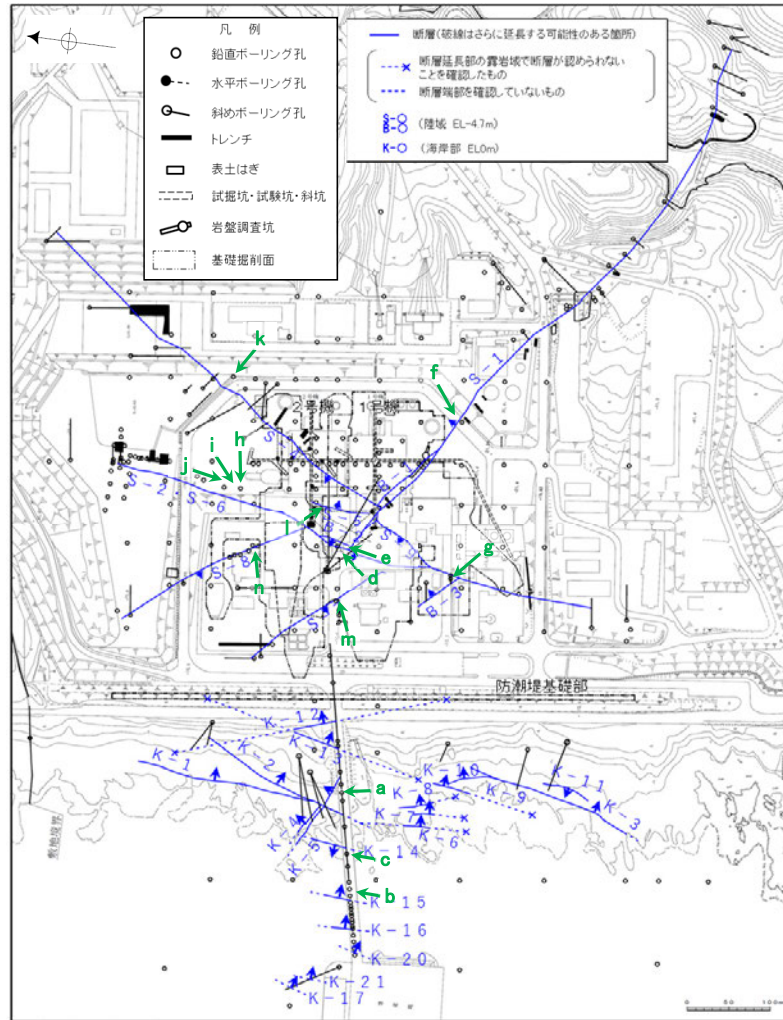 凡 例
鉛直ボーリング孔
水平ボーリング孔
斜めボーリング孔
トレンチ
表土はぎ
試掘坑・試験坑・斜坑
岩盤調査坑
基礎掘削面
断層(破線はさらに延長する可能性のある箇所)
断層延長部の露岩域で断層が認められない
ことを確認したもの
断層端部を確認していないもの
S-○
B-○
(陸域 EL-4.7m)
K-○ (海岸部 EL0m)
k
f
S-1
2号機
1号機
j
i
h
S-2・S-6
l
e
d
g
S-8
n
B-3
m
防潮堤基礎部
K-12
K-13
K-2
K-1
K-10
K-11
K-8
K-9
K-3
a
K-7
K-6
K-4
K-5
K-14
c
b
K-15
K-16
K-20
K-21
K-17
0 50 100m